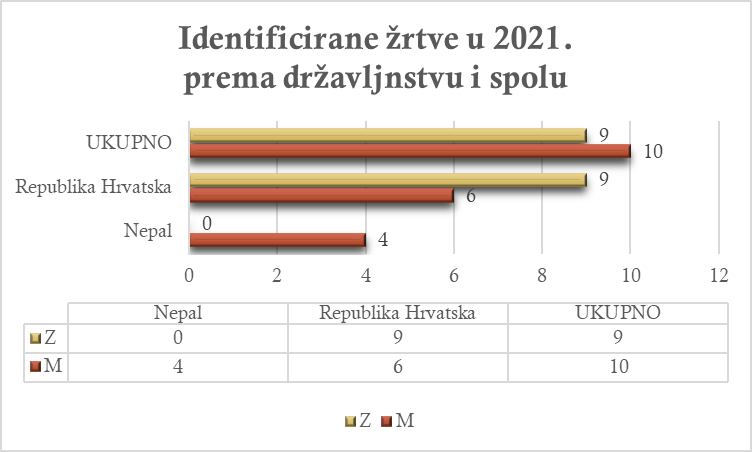 Identificirane žrtve u 2021.
prema državljnstvu i spolu
UKUPNO
9
10
Republika Hrvatska
9
6
Nepal
0
4
0 2 4 6 8 10 12
Nepal Republika Hrvatska UKUPNO
Z 0 9 9
M 4 6 10
Z M